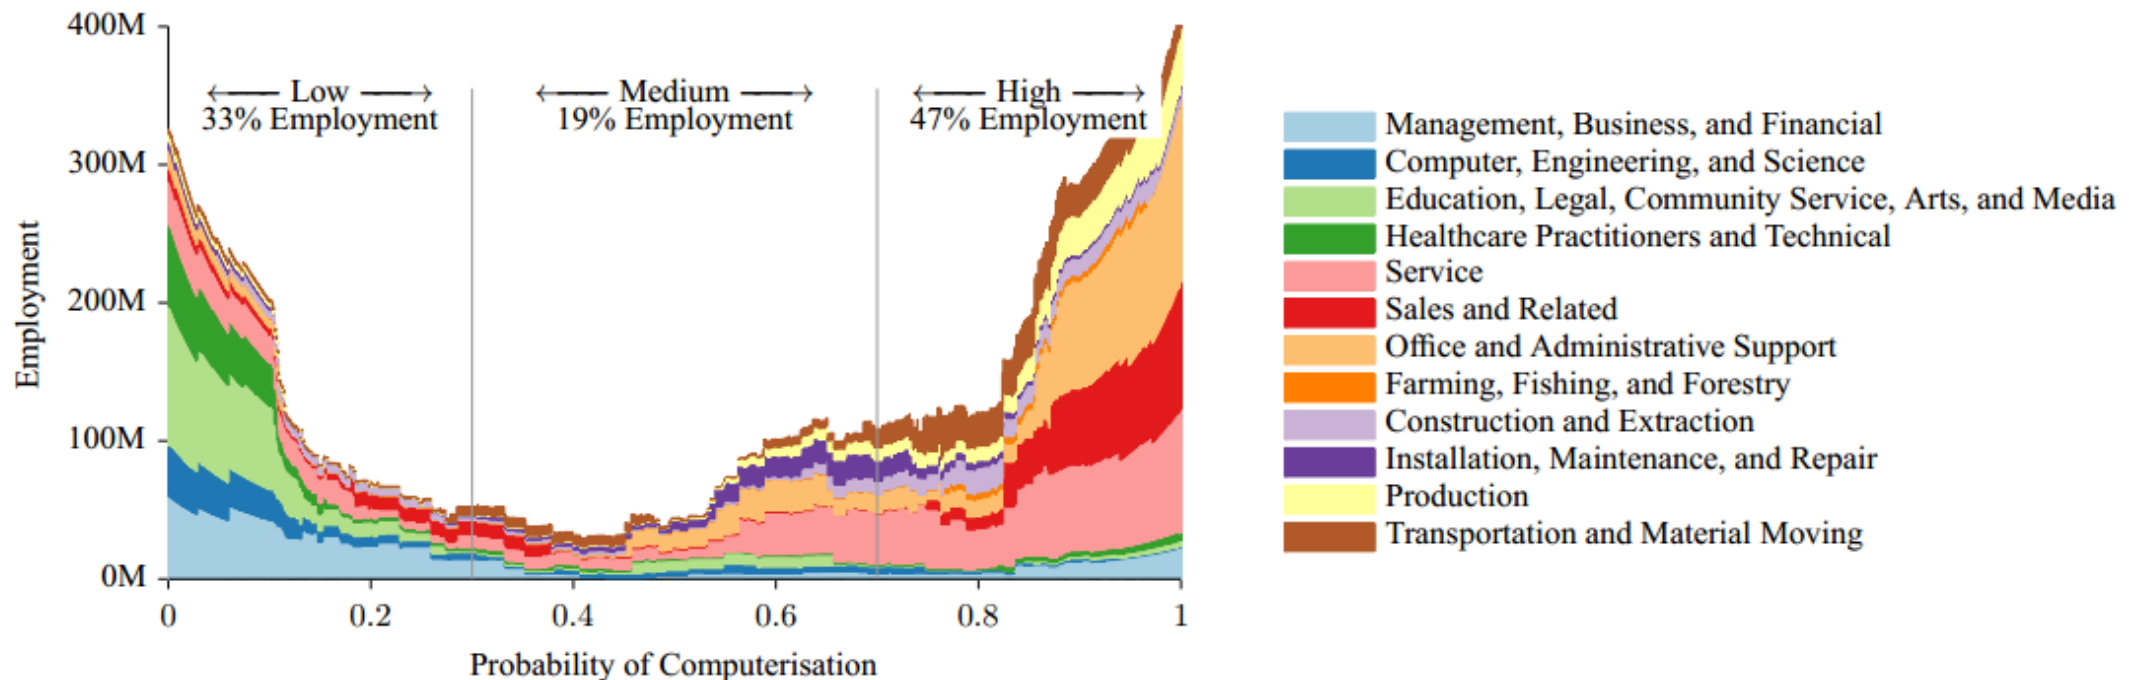 400M
300M
200M
100M
0M
Employment
Low
33% Employment
Medium
19% Employment
High
47% Employment
0
0.2
0.4
0.6
0.8
1
Probability of Computerisation
Management, Business, and Financial
Computer, Engineering, and Science
Education, Legal, Community Service, Arts, and Media
Healthcare Practitioners and Technical
Service
Sales and Related
Office and Administrative Support
Farming, Fishing, and Forestry
Construction and Extraction
Installation, Maintenance, and Repair
Production
Transportation and Material Moving